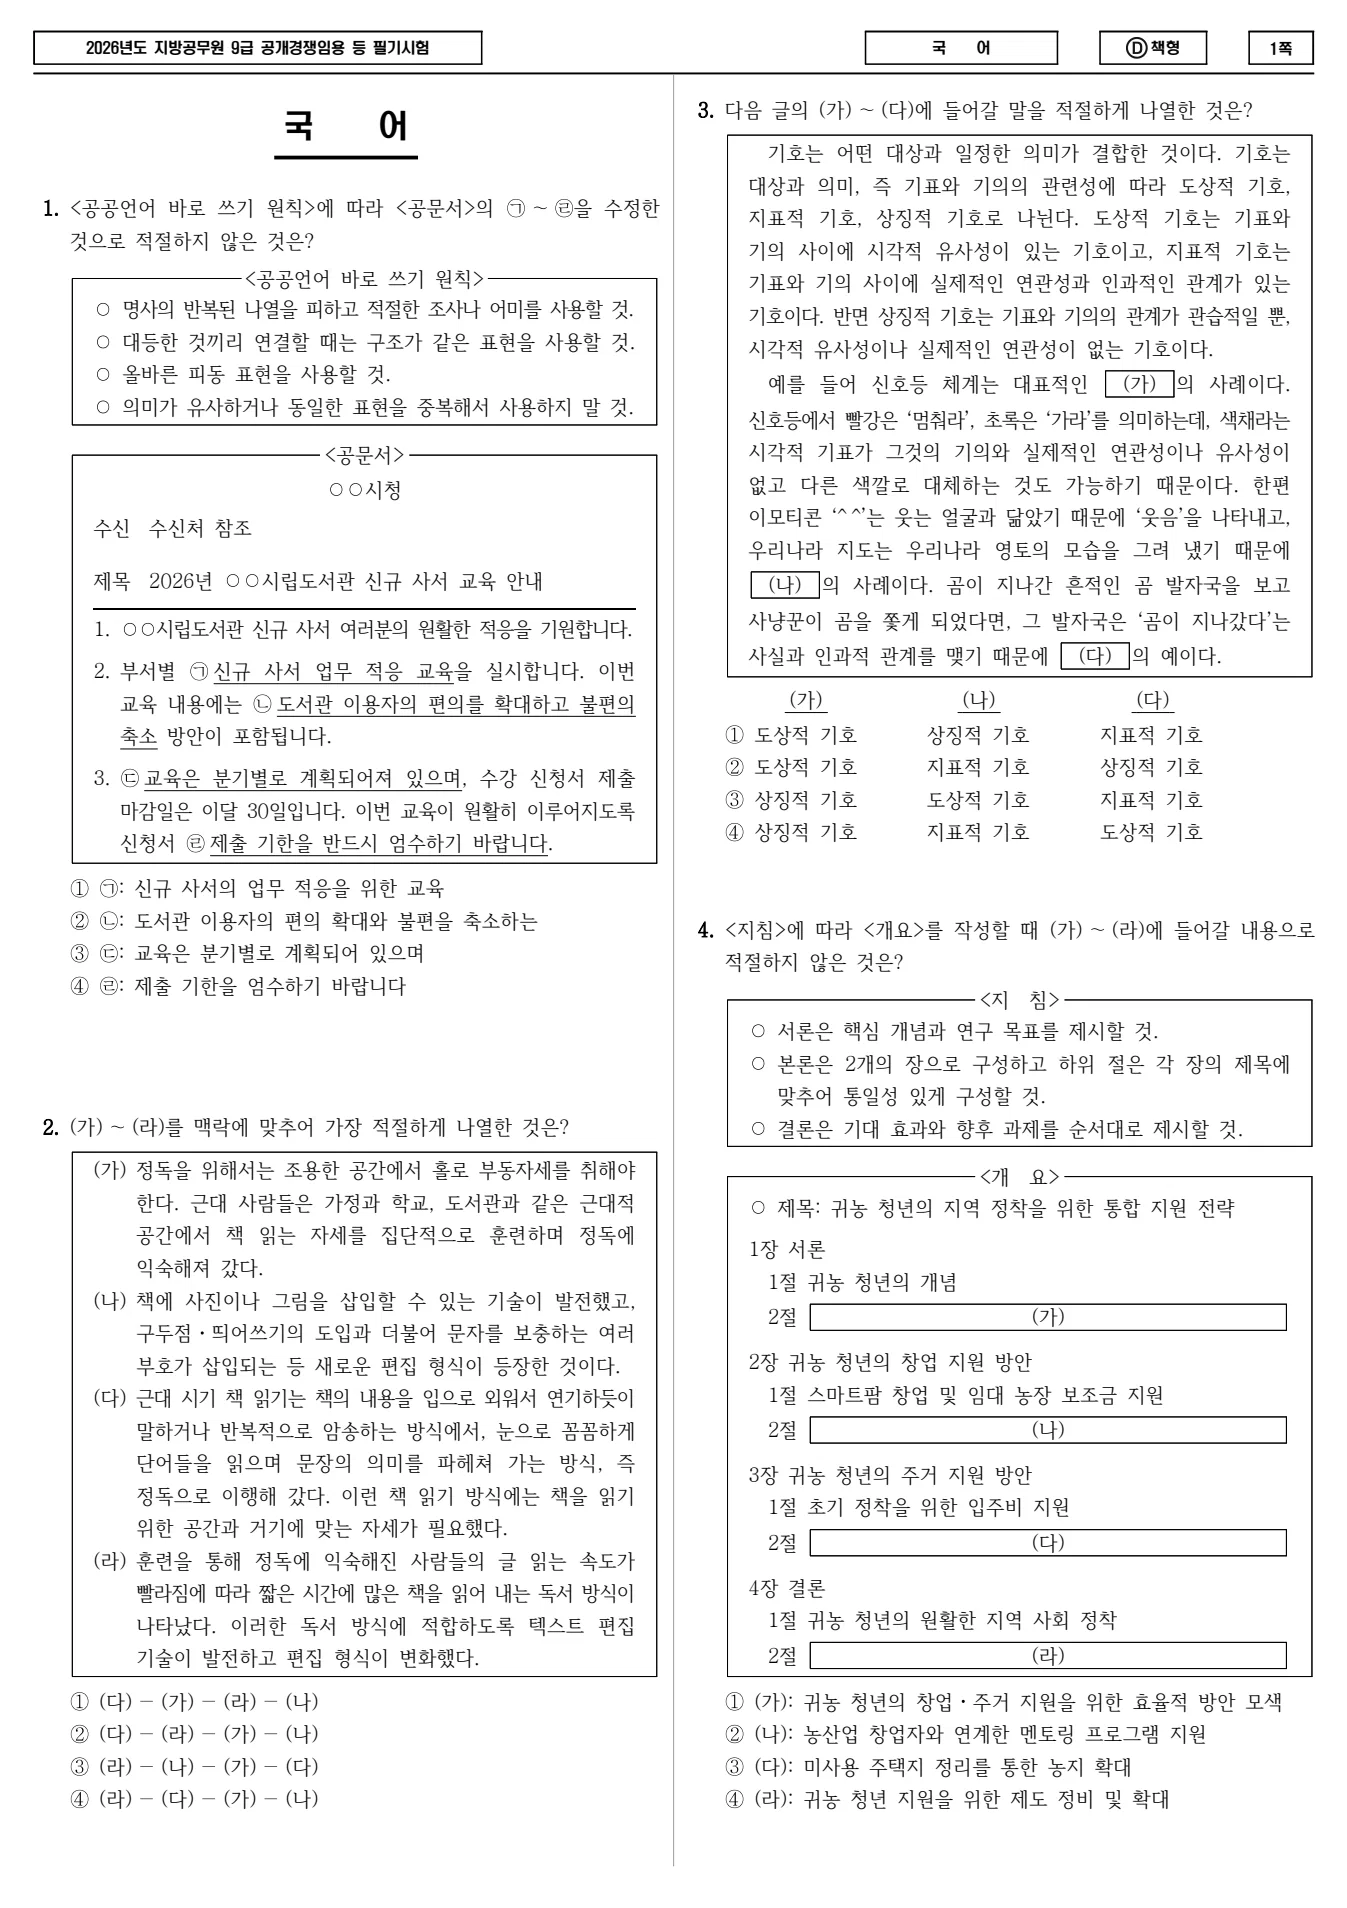 2026년도 지방공무원 9급 공개경쟁임용 등 필기시험
국 어
Ⓓ책형
1쪽
국 어
1. <공공언어 바로 쓰기 원칙>에 따라 <공문서>의 ㉠ ~ ㉣을 수정한
것으로 적절하지 않은 것은?
<공공언어 바로 쓰기 원칙>
○ 명사의 반복된 나열을 피하고 적절한 조사나 어미를 사용할 것.
○ 대등한 것끼리 연결할 때는 구조가 같은 표현을 사용할 것.
○ 올바른 피동 표현을 사용할 것.
○ 의미가 유사하거나 동일한 표현을 중복해서 사용하지 말 것.
<공문서>
○○시청
수신 수신처 참조
제목 2026년 ○○시립도서관 신규 사서 교육 안내
1. ○○시립도서관 신규 사서 여러분의 원활한 적응을 기원합니다.
2. 부서별 ㉠신규 사서 업무 적응 교육을 실시합니다. 이번
교육 내용에는 ㉡도서관 이용자의 편의를 확대하고 불편의
축소 방안이 포함됩니다.
3. ㉢교육은 분기별로 계획되어져 있으며, 수강 신청서 제출
마감일은 이달 30일입니다. 이번 교육이 원활히 이루어지도록
신청서 ㉣제출 기한을 반드시 엄수하기 바랍니다.
① ㉠: 신규 사서의 업무 적응을 위한 교육
② ㉡: 도서관 이용자의 편의 확대와 불편을 축소하는
③ ㉢: 교육은 분기별로 계획되어 있으며
④ ㉣: 제출 기한을 엄수하기 바랍니다
2. (가) ~ (라)를 맥락에 맞추어 가장 적절하게 나열한 것은?
(가) 정독을 위해서는 조용한 공간에서 홀로 부동자세를 취해야
한다. 근대 사람들은 가정과 학교, 도서관과 같은 근대적
공간에서 책 읽는 자세를 집단적으로 훈련하며 정독에
익숙해져 갔다.
(나) 책에 사진이나 그림을 삽입할 수 있는 기술이 발전했고,
구두점・띄어쓰기의 도입과 더불어 문자를 보충하는 여러
부호가 삽입되는 등 새로운 편집 형식이 등장한 것이다.
(다) 근대 시기 책 읽기는 책의 내용을 입으로 외워서 연기하듯이
말하거나 반복적으로 암송하는 방식에서, 눈으로 꼼꼼하게
단어들을 읽으며 문장의 의미를 파헤쳐 가는 방식, 즉
정독으로 이행해 갔다. 이런 책 읽기 방식에는 책을 읽기
위한 공간과 거기에 맞는 자세가 필요했다.
(라) 훈련을 통해 정독에 익숙해진 사람들의 글 읽는 속도가
빨라짐에 따라 짧은 시간에 많은 책을 읽어 내는 독서 방식이
나타났다. 이러한 독서 방식에 적합하도록 텍스트 편집
기술이 발전하고 편집 형식이 변화했다.
① (다) - (가) - (라) - (나)
② (다) - (라) - (가) - (나)
③ (라) - (나) - (가) - (다)
④ (라) - (다) - (가) - (나)
3. 다음 글의 (가) ~ (다)에 들어갈 말을 적절하게 나열한 것은?
기호는 어떤 대상과 일정한 의미가 결합한 것이다. 기호는
대상과 의미, 즉 기표와 기의의 관련성에 따라 도상적 기호,
지표적 기호, 상징적 기호로 나뉜다. 도상적 기호는 기표와
기의 사이에 시각적 유사성이 있는 기호이고, 지표적 기호는
기표와 기의 사이에 실제적인 연관성과 인과적인 관계가 있는
기호이다. 반면 상징적 기호는 기표와 기의의 관계가 관습적일 뿐,
시각적 유사성이나 실제적인 연관성이 없는 기호이다.
예를 들어 신호등 체계는 대표적인 (가)의 사례이다.
신호등에서 빨강은 ‘멈춰라’, 초록은 ‘가라’를 의미하는데, 색채라는
시각적 기표가 그것의 기의와 실제적인 연관성이나 유사성이
없고 다른 색깔로 대체하는 것도 가능하기 때문이다. 한편
이모티콘 ‘^ ^’는 웃는 얼굴과 닮았기 때문에 ‘웃음’을 나타내고,
우리나라 지도는 우리나라 영토의 모습을 그려 냈기 때문에
(나)의 사례이다. 곰이 지나간 흔적인 곰 발자국을 보고
사냥꾼이 곰을 쫓게 되었다면, 그 발자국은 ‘곰이 지나갔다’는
사실과 인과적 관계를 맺기 때문에 (다)의 예이다.
(가) (나) (다)
① 도상적 기호 상징적 기호 지표적 기호
② 도상적 기호 지표적 기호 상징적 기호
③ 상징적 기호 도상적 기호 지표적 기호
④ 상징적 기호 지표적 기호 도상적 기호
4. <지침>에 따라 <개요>를 작성할 때 (가) ~ (라)에 들어갈 내용으로
적절하지 않은 것은?
<지 침>
○ 서론은 핵심 개념과 연구 목표를 제시할 것.
○ 본론은 2개의 장으로 구성하고 하위 절은 각 장의 제목에
맞추어 통일성 있게 구성할 것.
○ 결론은 기대 효과와 향후 과제를 순서대로 제시할 것.
<개 요>
○ 제목: 귀농 청년의 지역 정착을 위한 통합 지원 전략
1장 서론
1절 귀농 청년의 개념
2절 (가)
2장 귀농 청년의 창업 지원 방안
1절 스마트팜 창업 및 임대 농장 보조금 지원
2절 (나)
3장 귀농 청년의 주거 지원 방안
1절 초기 정착을 위한 입주비 지원
2절 (다)
4장 결론
1절 귀농 청년의 원활한 지역 사회 정착
2절 (라)
① (가): 귀농 청년의 창업・주거 지원을 위한 효율적 방안 모색
② (나): 농산업 창업자와 연계한 멘토링 프로그램 지원
③ (다): 미사용 주택지 정리를 통한 농지 확대
④ (라): 귀농 청년 지원을 위한 제도 정비 및 확대